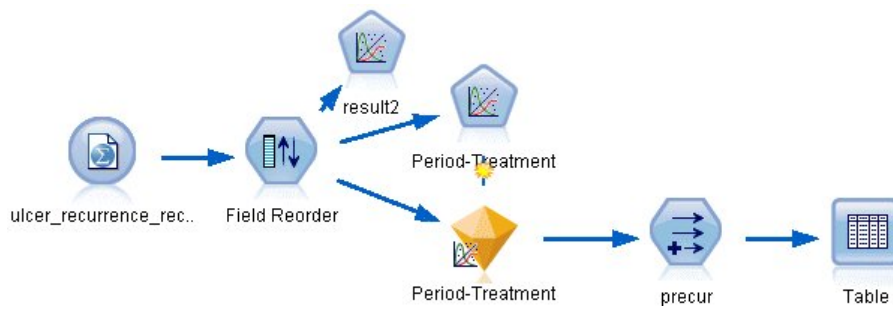 result2
Period-Treatment
ulcer_recurrence_rec..
Field Reorder
Period-Treatment
precur
Table